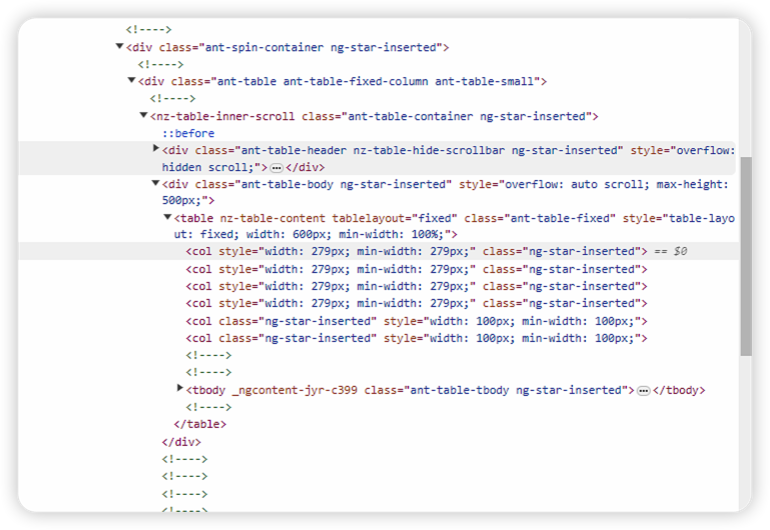 <!---->
<div class="ant-spin-container ng-star-inserted">
<!---->
<div class="ant-table ant-table-fixed-column ant-table-small">
<!---->
<nz-table-inner-scroll class="ant-table-container ng-star-inserted">
::before
<div class="ant-table-header nz-table-hide-scrollbar ng-star-inserted" style="overflow:
hidden scroll;">…</div>
<div class="ant-table-body ng-star-inserted" style="overflow: auto scroll; max-height:
500px;">
<table nz-table-content tablelayout="fixed" class="ant-table-fixed" style="table-layo
ut: fixed; width: 600px; min-width: 100%;">
<col style="width: 279px; min-width: 279px;" class="ng-star-inserted"> == $0
<col style="width: 279px; min-width: 279px;" class="ng-star-inserted">
<col style="width: 279px; min-width: 279px;" class="ng-star-inserted">
<col style="width: 279px; min-width: 279px;" class="ng-star-inserted">
<col class="ng-star-inserted" style="width: 100px; min-width: 100px;">
<col class="ng-star-inserted" style="width: 100px; min-width: 100px;">
<!---->
<!---->
<tbody _ngcontent-jyr-c399 class="ant-table-tbody ng-star-inserted">…</tbody>
<!---->
</table>
</div>
<!---->
<!---->
<!---->
<!---->